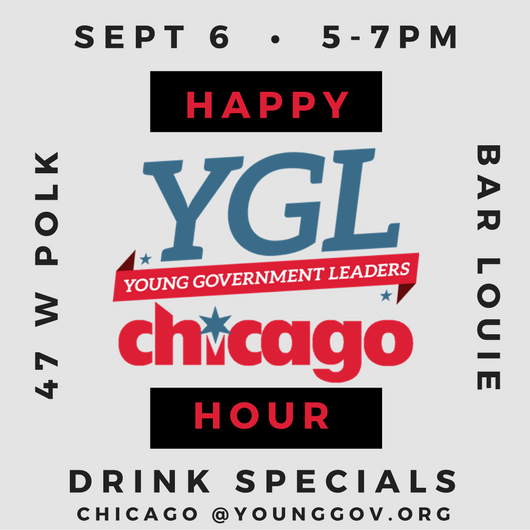 SEPT 6 • 5-7PM
HAPPY
47 W POLK
YGL
YOUNG GOVERNMENT LEADERS
chicago
BAR LOUIE
HOUR
DRINK SPECIALS
CHICAGO @YOUNGGOV.ORG